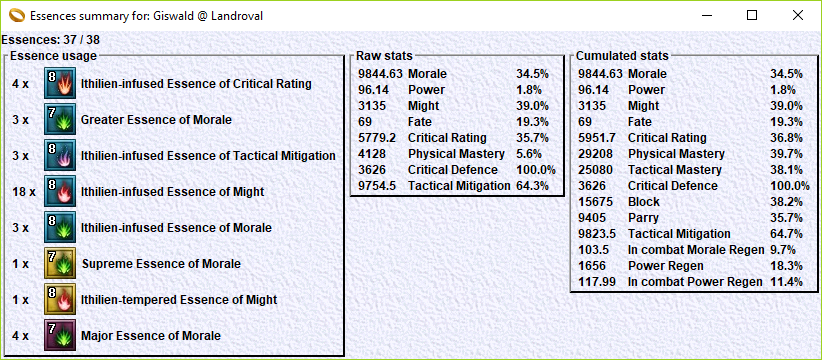 Essences summary for: Giswald @ Landroval
Essences: 37 / 38
Essence usage
4 x 8 Ithilien-infused Essence of Critical Rating
3 x 7 Greater Essence of Morale
3 x 8 Ithilien-infused Essence of Tactical Mitigation
18 x 8 Ithilien-infused Essence of Might
3 x 8 Ithilien-infused Essence of Morale
1 x 7 Supreme Essence of Morale
1 x 8 Ithilien-tempered Essence of Might
4 x 7 Major Essence of Morale
Raw stats
9844.63 Morale 34.5%
96.14 Power 1.8%
3135 Might 39.0%
69 Fate 19.3%
5779.2 Critical Rating 35.7%
4128 Physical Mastery 5.6%
3626 Critical Defence 100.0%
9754.5 Tactical Mitigation 64.3%
Cumulated stats
9844.63 Morale 34.5%
96.14 Power 1.8%
3135 Might 39.0%
69 Fate 19.3%
5951.7 Critical Rating 36.8%
29208 Physical Mastery 39.7%
25080 Tactical Mastery 38.1%
3626 Critical Defence 100.0%
15675 Block 38.2%
9405 Parry 35.7%
9823.5 Tactical Mitigation 64.7%
103.5 In combat Morale Regen 9.7%
1656 Power Regen 18.3%
117.99 In combat Power Regen 11.4%